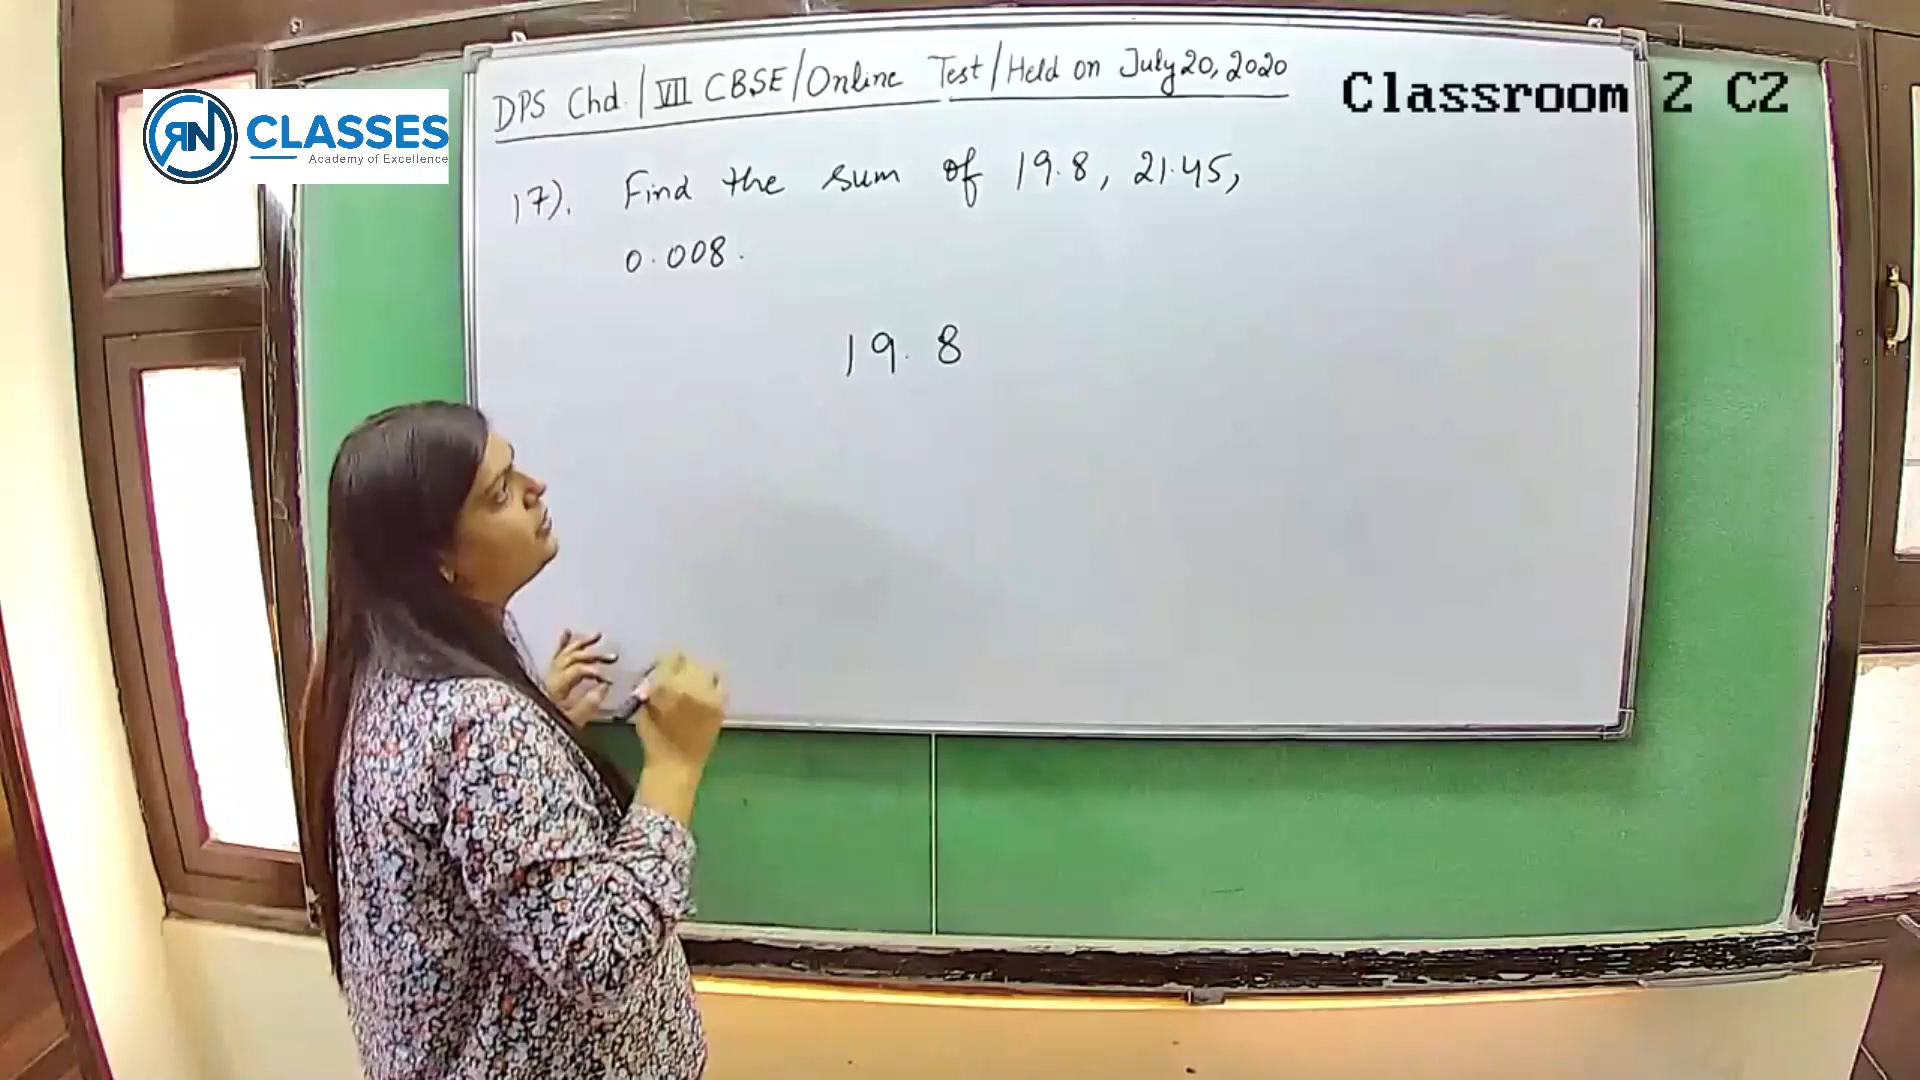 DPS Chd. / VII CBSE / Online Test / Held on July 20, 2020
Classroom 2 C2
RN CLASSES
Academy of Excellence
17). Find the sum of 19.8, 21.45,
0.008.
19.8